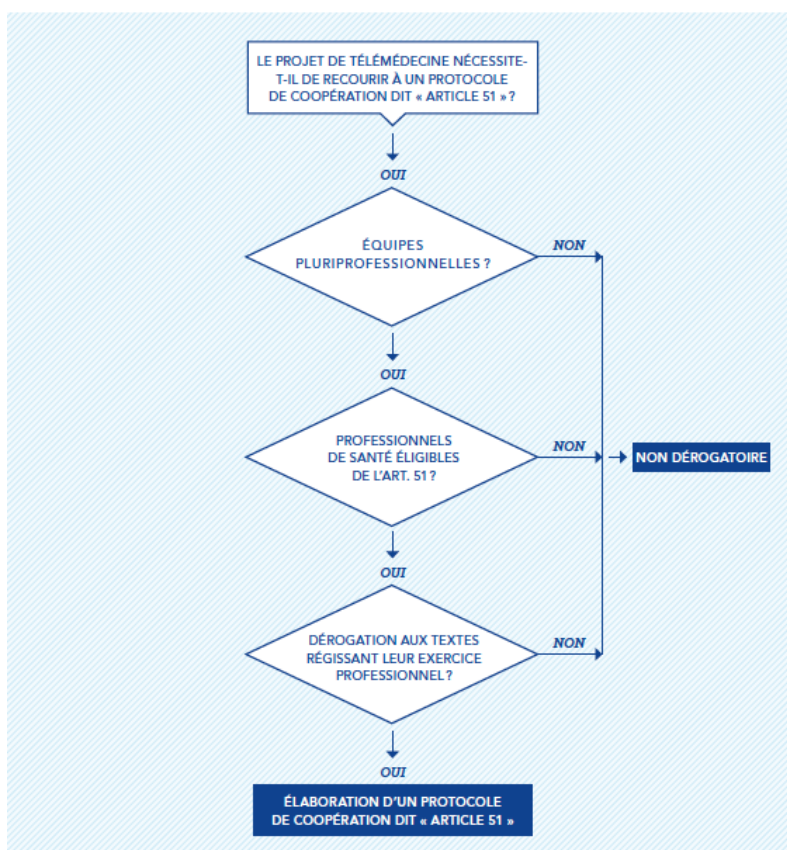 LE PROJET DE TÉLÉMÉDECINE NÉCESSITE-
T-IL DE RECOURIR À UN PROTOCOLE
DE COOPÉRATION DIT « ARTICLE 51 » ?
OUI
ÉQUIPES
PLURIPROFESSIONNELLES ?
NON
OUI
PROFESSIONNELS
DE SANTÉ ÉLIGIBLES
DE L'ART. 51 ?
NON
NON DÉROGATOIRE
OUI
DÉROGATION AUX TEXTES
RÉGISSANT LEUR EXERCICE
PROFESSIONNEL ?
NON
OUI
ÉLABORATION D'UN PROTOCOLE
DE COOPÉRATION DIT « ARTICLE 51 »